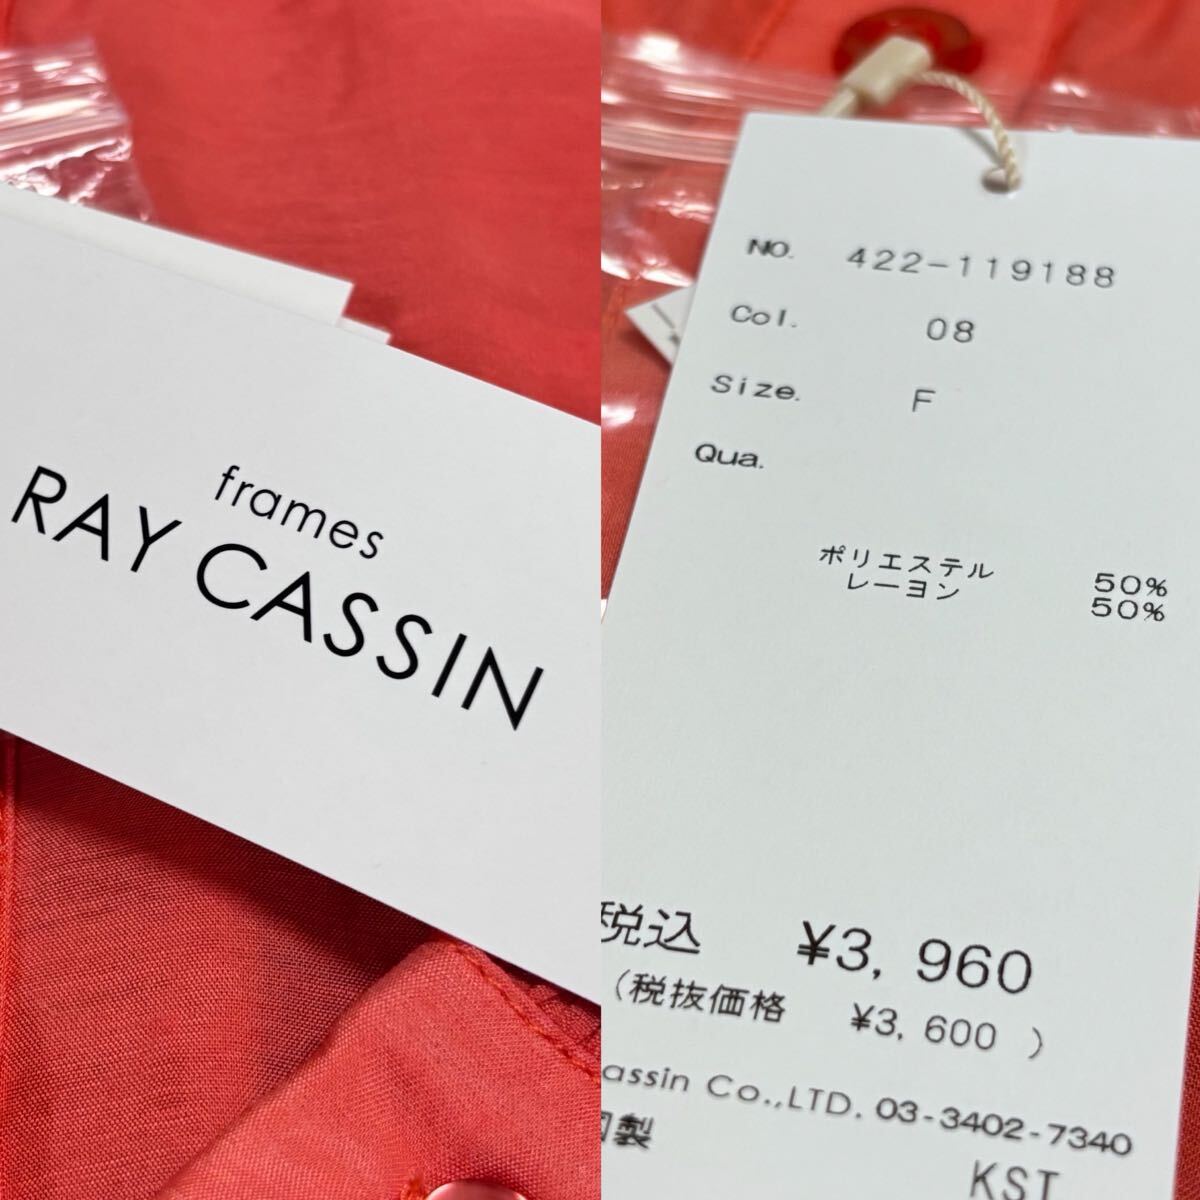 frames
RAY CASSIN
NO. 422-119188
Col. 08
Size. F
Qua.
ポリエステル 50%
レーヨン 50%
税込 ¥3,960
(税抜価格 ¥3,600 )
assin Co.,LTD. 03-3402-7340
製
KST